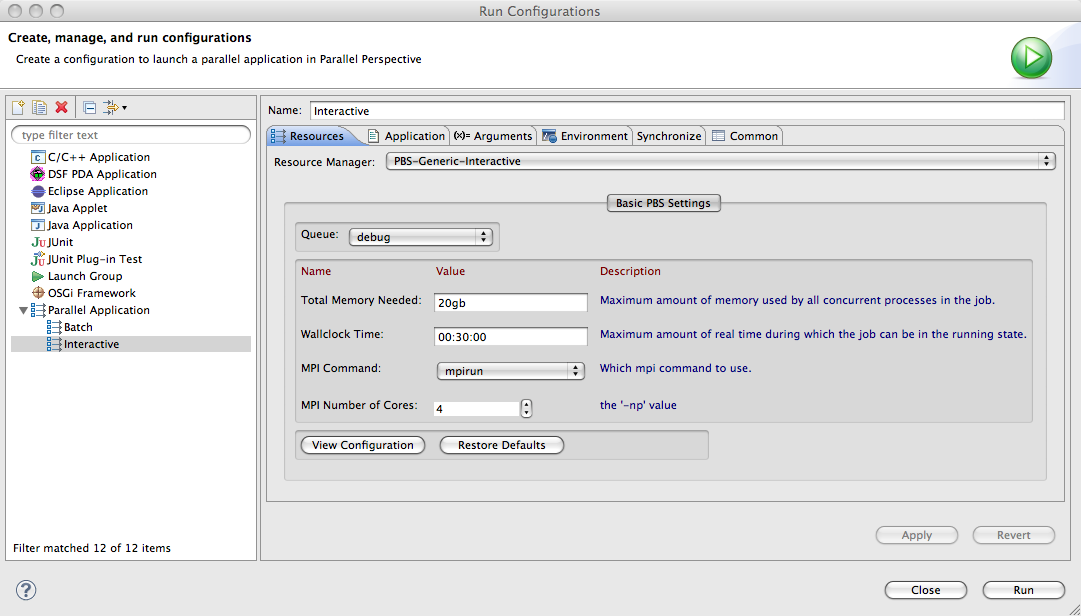 Run Configurations
Create, manage, and run configurations
Create a configuration to launch a parallel application in Parallel Perspective
type filter text
C/C++ Application
DSF PDA Application
Eclipse Application
Java Applet
Java Application
JUnit
JUnit Plug-in Test
Launch Group
OSGi Framework
Parallel Application
Batch
Interactive
Filter matched 12 of 12 items
Name: Interactive
Resources Application (x)= Arguments Environment Synchronize Common
Resource Manager: PBS-Generic-Interactive
Basic PBS Settings
Queue: debug
Name Value Description
Total Memory Needed: 20gb Maximum amount of memory used by all concurrent processes in the job.
Wallclock Time: 00:30:00 Maximum amount of real time during which the job can be in the running state.
MPI Command: mpirun Which mpi command to use.
MPI Number of Cores: 4 the '-np' value
View Configuration Restore Defaults
Apply Revert
? Close Run